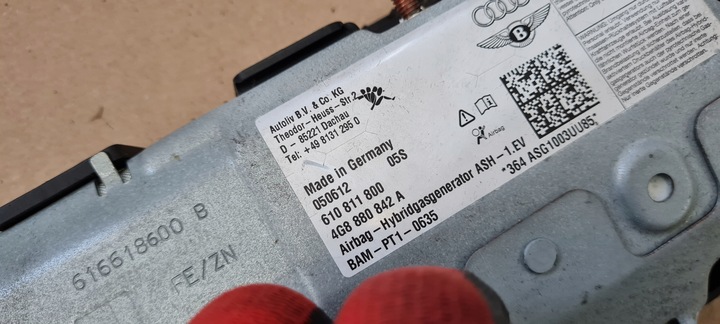 Autoliv B.V. & Co. KG
Theodor-Heuss-Str.2
D - 85221 Dachau
Tel: +49 8131 295 0
Made in Germany
050612 05S
610 811 800
4G8 880 842 A
Airbag-Hybridgasgenerator ASH-1.EV
BAM-PT1-0635
Airbag
*364 ASG1003UU85*
B
616618600 B
FE/ZN